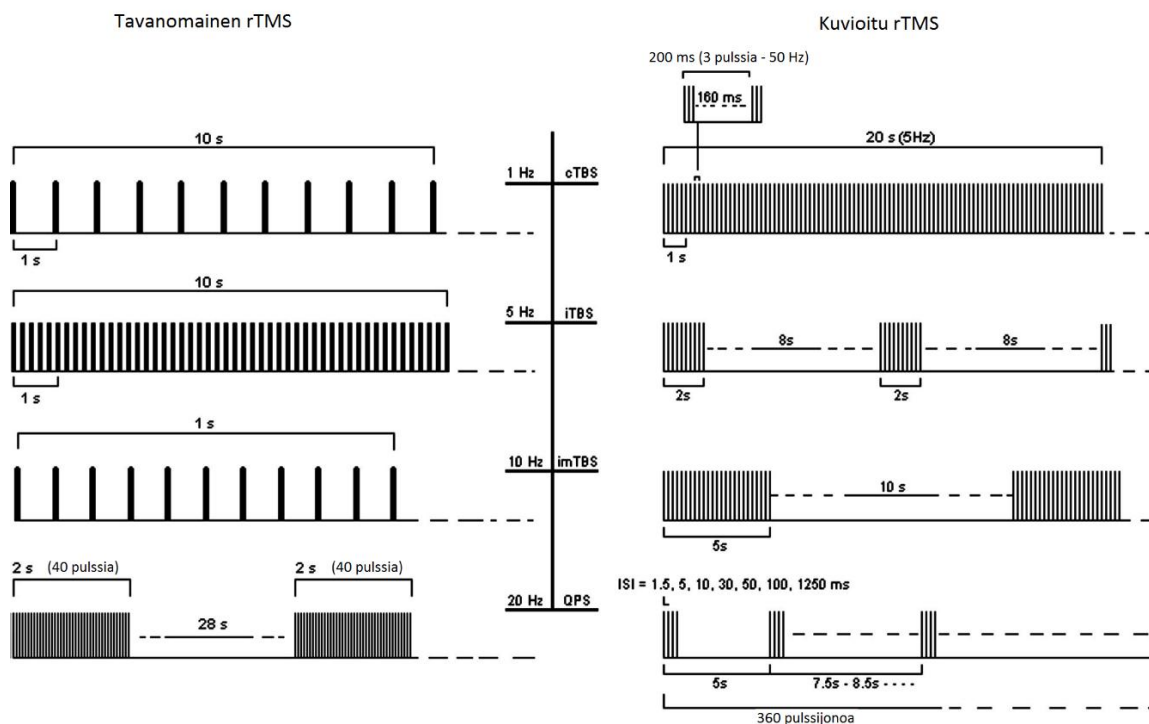 Tavanomainen rTMS
Kuvioitu rTMS
200 ms (3 pulssia - 50 Hz)
160 ms
10 s
1 Hz
cTBS
20 s (5Hz)
1 s
1 s
10 s
5 Hz
iTBS
8s
8s
1 s
2s
2s
1 s
10 Hz
imTBS
10 s
5s
2 s (40 pulssia)
2 s (40 pulssia)
20 Hz
QPS
ISI = 1.5, 5, 10, 30, 50, 100, 1250 ms
28 s
5s
7.5s - 8.5s - - - -
360 pulssijonoa